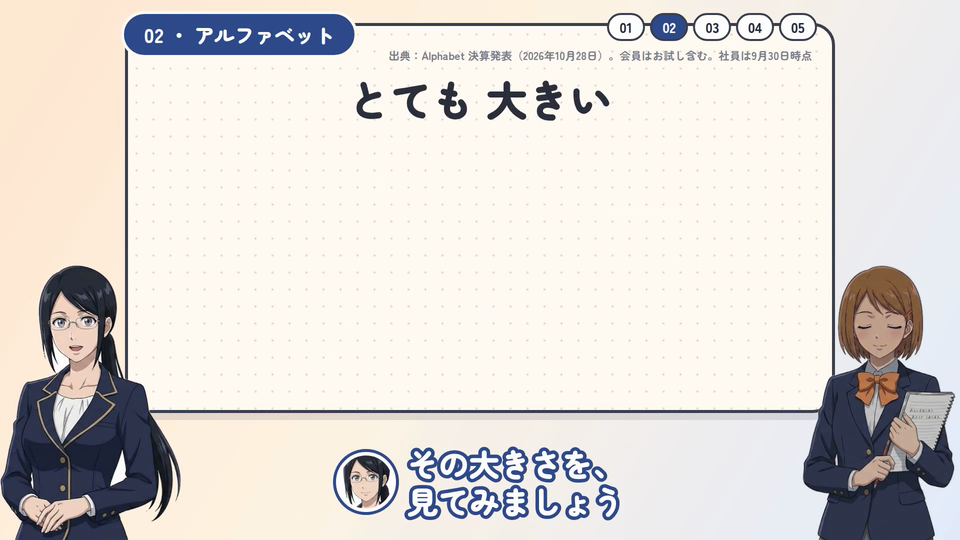 02 ・ アルファベット
01 02 03 04 05
出典：Alphabet 決算発表（2026年10月28日）。会員はお試し含む。社員は9月30日時点
とても 大きい
その大きさを、
見てみましょう